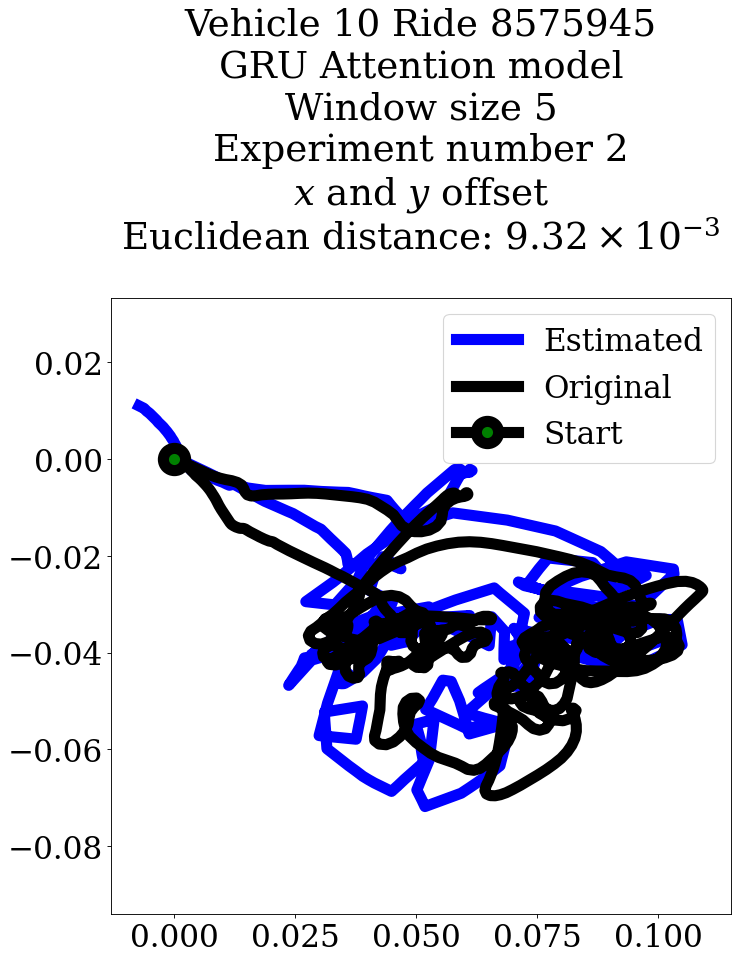 Vehicle 10 Ride 8575945
GRU Attention model
Window size 5
Experiment number 2
x and y offset
Euclidean distance: 9.32 × 10⁻³
Estimated
Original
Start
0.02
0.00
−0.02
−0.04
−0.06
−0.08
0.000 0.025 0.050 0.075 0.100